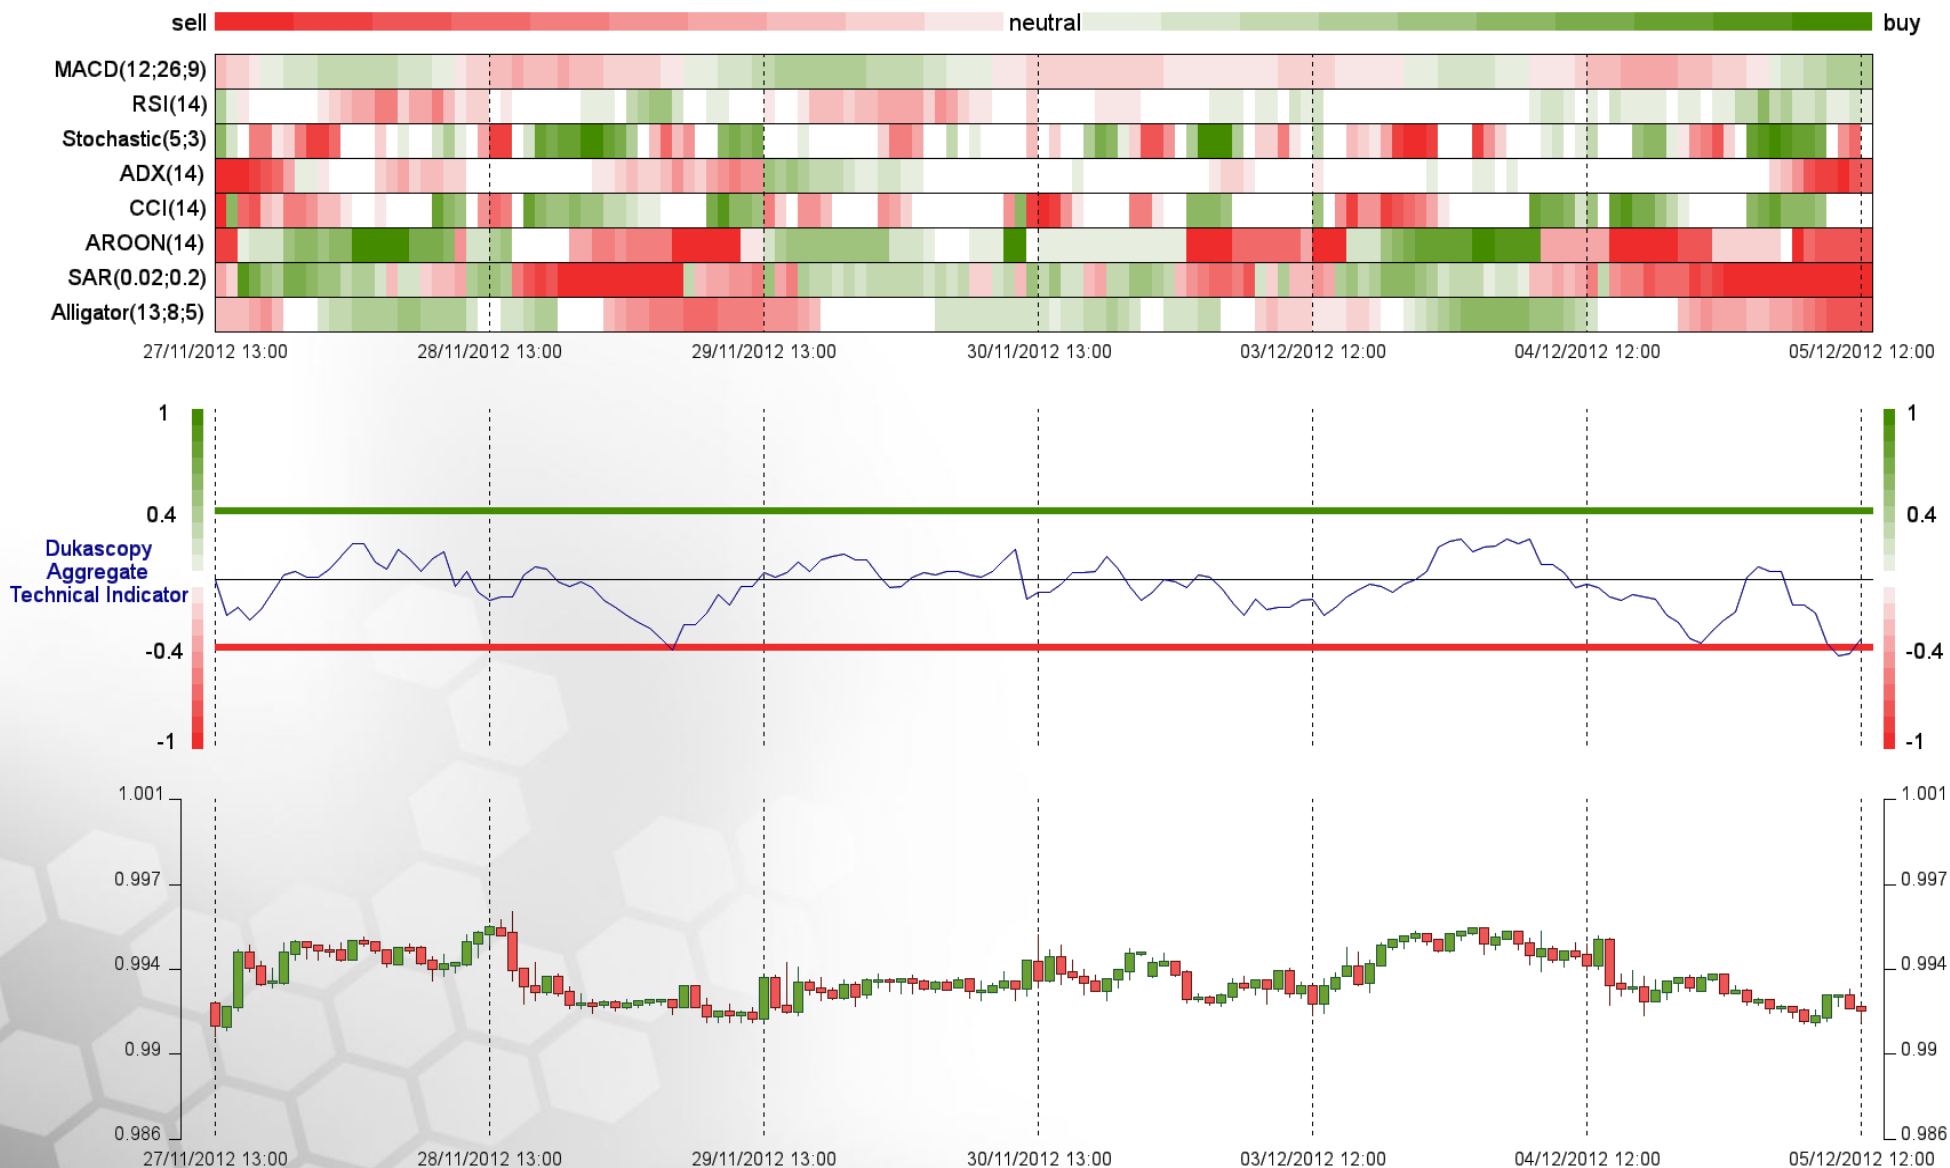 sell neutral buy
MACD(12;26;9)
RSI(14)
Stochastic(5;3)
ADX(14)
CCI(14)
AROON(14)
SAR(0.02;0.2)
Alligator(13;8;5)
27/11/2012 13:00 28/11/2012 13:00 29/11/2012 13:00 30/11/2012 13:00 03/12/2012 12:00 04/12/2012 12:00 05/12/2012 12:00
1 1
0.4 0.4
Dukascopy
Aggregate
Technical Indicator
-0.4 -0.4
-1 -1
1.001 1.001
0.997 0.997
0.994 0.994
0.99 0.99
0.986 0.986
27/11/2012 13:00 28/11/2012 13:00 29/11/2012 13:00 30/11/2012 13:00 03/12/2012 12:00 04/12/2012 12:00 05/12/2012 12:00